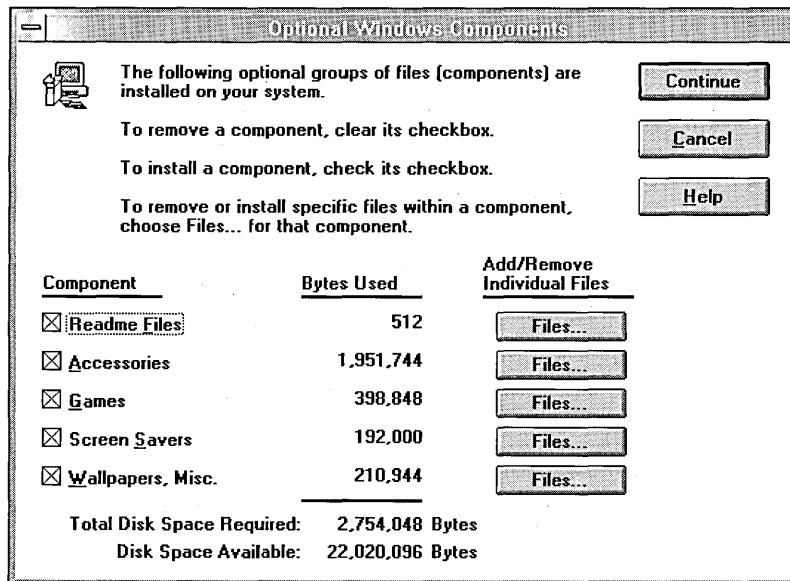 Optional Windows Components
The following optional groups of files (components) are
installed on your system.
To remove a component, clear its checkbox.
To install a component, check its checkbox.
To remove or install specific files within a component,
choose Files... for that component.
Continue
Cancel
Help
Component Bytes Used Add/Remove
Individual Files
Readme Files 512 Files...
Accessories 1,951,744 Files...
Games 398,848 Files...
Screen Savers 192,000 Files...
Wallpapers, Misc. 210,944 Files...
Total Disk Space Required: 2,754,048 Bytes
Disk Space Available: 22,020,096 Bytes